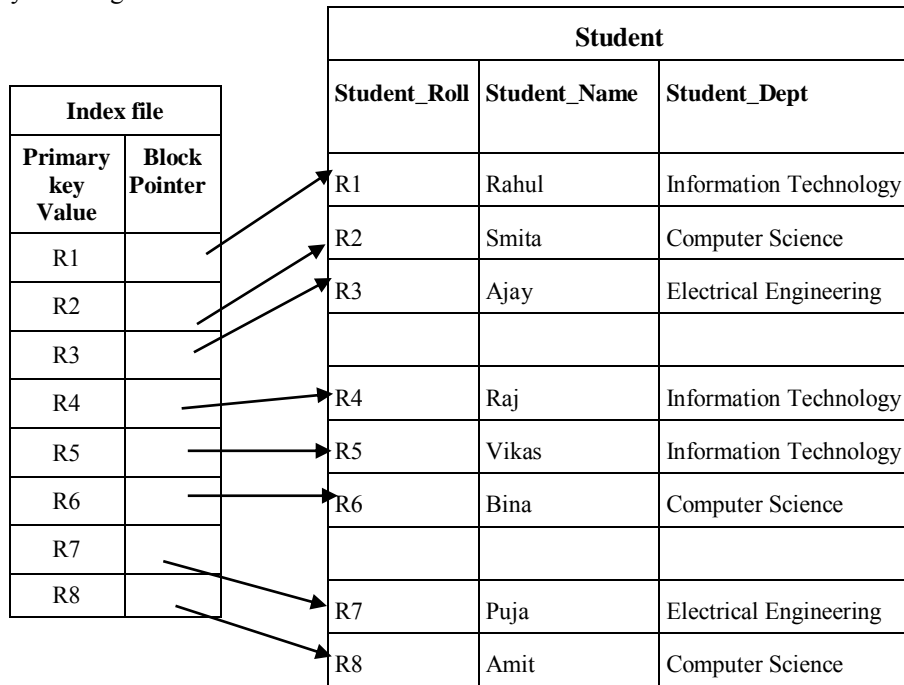 Student
Student_Roll Student_Name Student_Dept
Index file
Primary key Value Block Pointer
R1 Rahul Information Technology
R2 Smita Computer Science
R3 Ajay Electrical Engineering
R4 Raj Information Technology
R5 Vikas Information Technology
R6 Bina Computer Science
R7 Puja Electrical Engineering
R8 Amit Computer Science
R1
R2
R3
R4
R5
R6
R7
R8